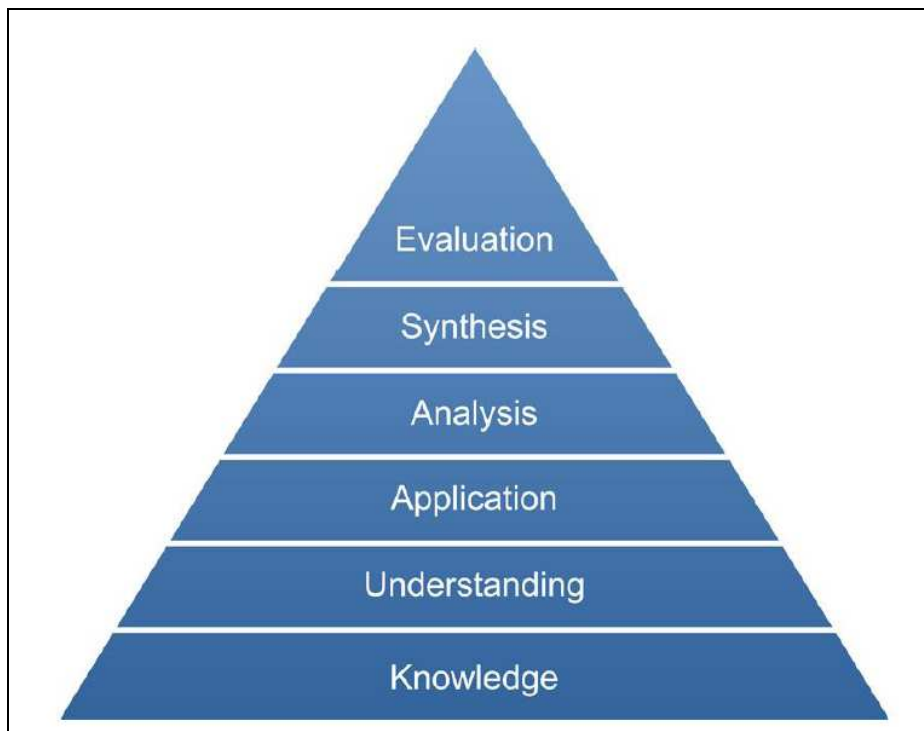 Evaluation
Synthesis
Analysis
Application
Understanding
Knowledge